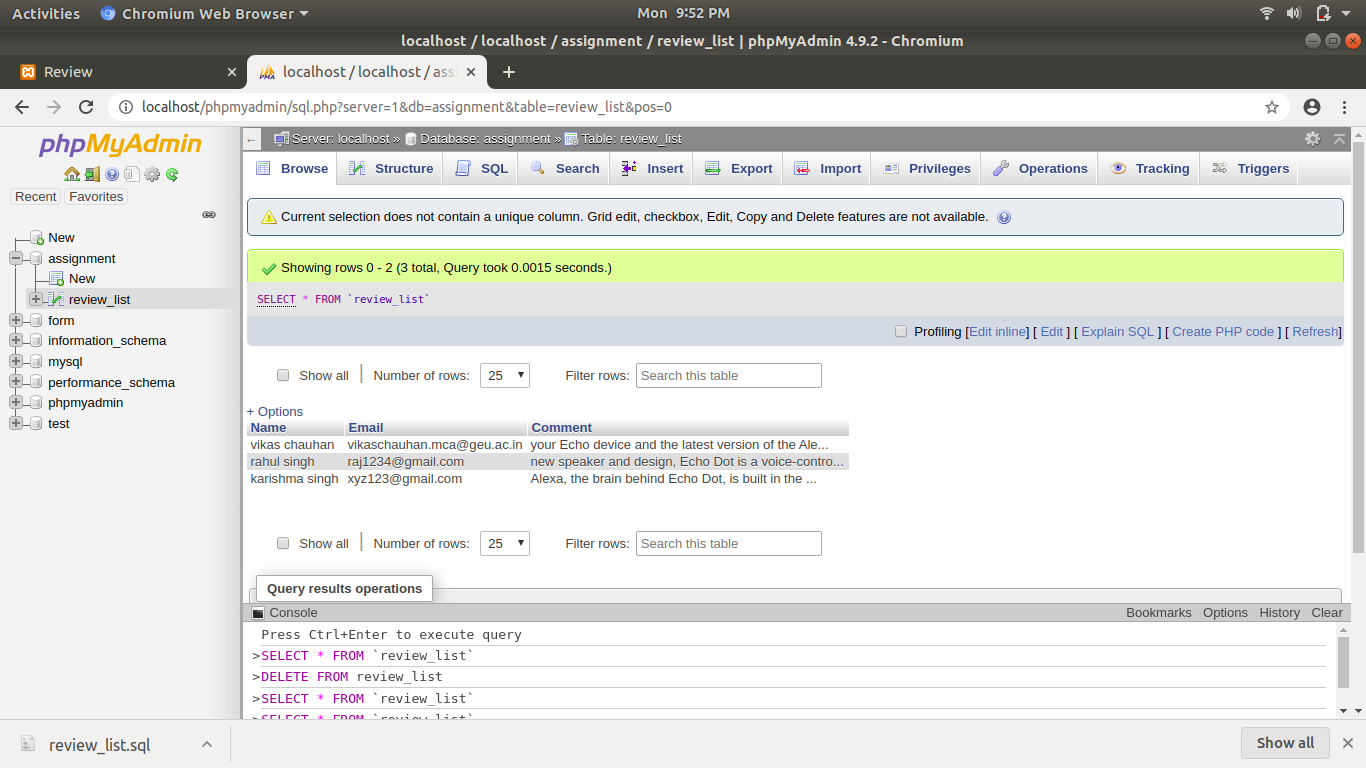 Activities Chromium Web Browser Mon 9:52 PM
localhost / localhost / assignment / review_list | phpMyAdmin 4.9.2 - Chromium
Review localhost / localhost / ass
localhost/phpmyadmin/sql.php?server=1&db=assignment&table=review_list&pos=0
phpMyAdmin
Recent Favorites
New
assignment
New
review_list
form
information_schema
mysql
performance_schema
phpmyadmin
test
Server: localhost » Database: assignment » Table: review_list
Browse Structure SQL Search Insert Export Import Privileges Operations Tracking Triggers
Current selection does not contain a unique column. Grid edit, checkbox, Edit, Copy and Delete features are not available.
Showing rows 0 - 2 (3 total, Query took 0.0015 seconds.)
SELECT * FROM `review_list`
Profiling [Edit inline] [ Edit ] [ Explain SQL ] [ Create PHP code ] [ Refresh]
Show all | Number of rows: 25 Filter rows: Search this table
+ Options
Name Email Comment
vikas chauhan vikaschauhan.mca@geu.ac.in your Echo device and the latest version of the Ale...
rahul singh raj1234@gmail.com new speaker and design, Echo Dot is a voice-contro...
karishma singh xyz123@gmail.com Alexa, the brain behind Echo Dot, is built in the ...
Show all | Number of rows: 25 Filter rows: Search this table
Query results operations
Console Bookmarks Options History Clear
Press Ctrl+Enter to execute query
>SELECT * FROM `review_list`
>DELETE FROM review_list
>SELECT * FROM `review_list`
>SELECT * FROM `review_list`
review_list.sql Show all